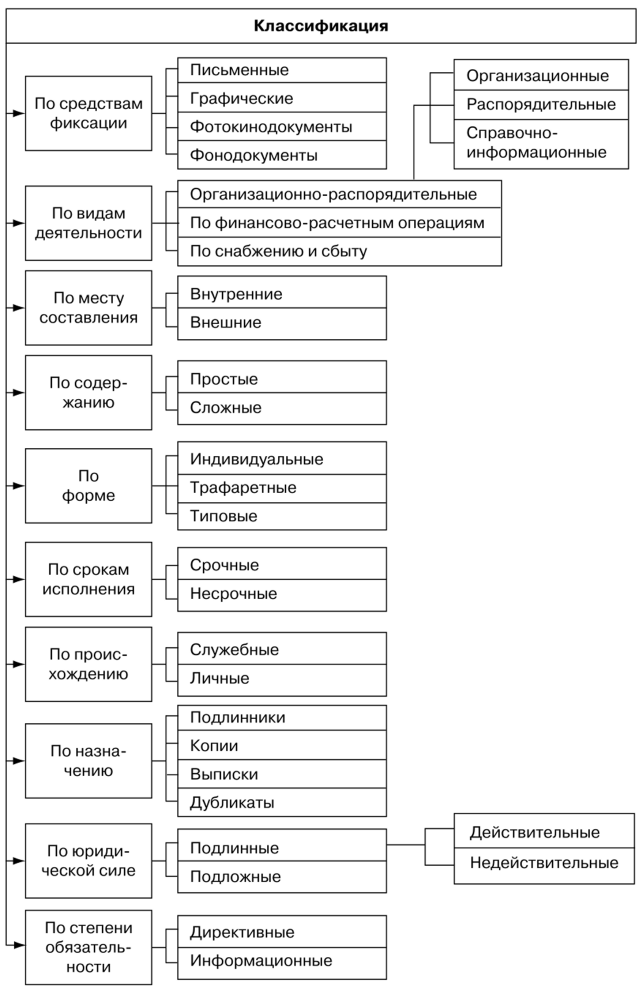 Классификация
По средствам
фиксации
Письменные
Графические
Фотокинодокументы
Фонодокументы
Организационные
Распорядительные
Справочно-
информационные
По видам
деятельности
Организационно-распорядительные
По финансово-расчетным операциям
По снабжению и сбыту
По месту
составления
Внутренние
Внешние
По содер-
жанию
Простые
Сложные
По
форме
Индивидуальные
Трафаретные
Типовые
По срокам
исполнения
Срочные
Несрочные
По проис-
хождению
Служебные
Личные
По назна-
чению
Подлинники
Копии
Выписки
Дубликаты
По юриди-
ческой силе
Подлинные
Подложные
Действительные
Недействительные
По степени
обязатель-
ности
Директивные
Информационные